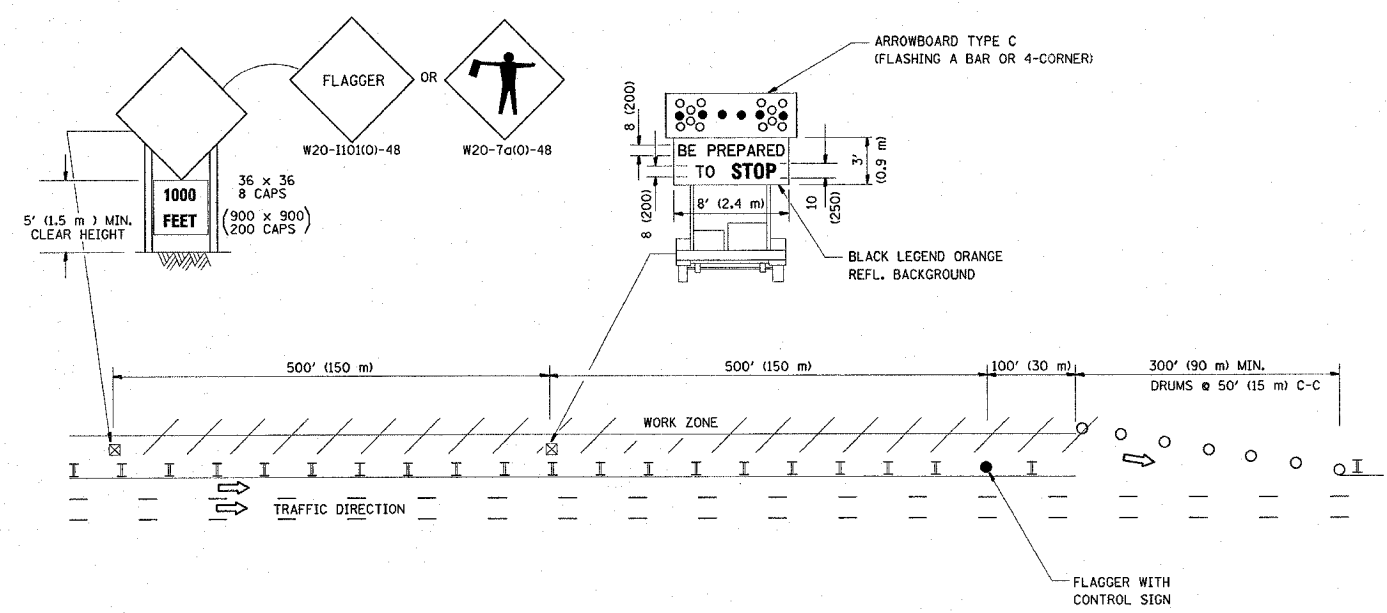 FLAGGER
OR
W20-I101(O)-48
W20-7a(O)-48
1000
FEET
36 x 36
8 CAPS
(900 x 900)
200 CAPS
5' (1.5 m ) MIN.
CLEAR HEIGHT
ARROWBOARD TYPE C
(FLASHING A BAR OR 4-CORNER)
8 (200)
BE PREPARED
TO STOP
3'
(0.9 m)
8 (200)
8' (2.4 m)
10
(250)
BLACK LEGEND ORANGE
REFL. BACKGROUND
500' (150 m)
500' (150 m)
100' (30 m)
300' (90 m) MIN.
DRUMS @ 50' (15 m) C-C
WORK ZONE
TRAFFIC DIRECTION
FLAGGER WITH
CONTROL SIGN